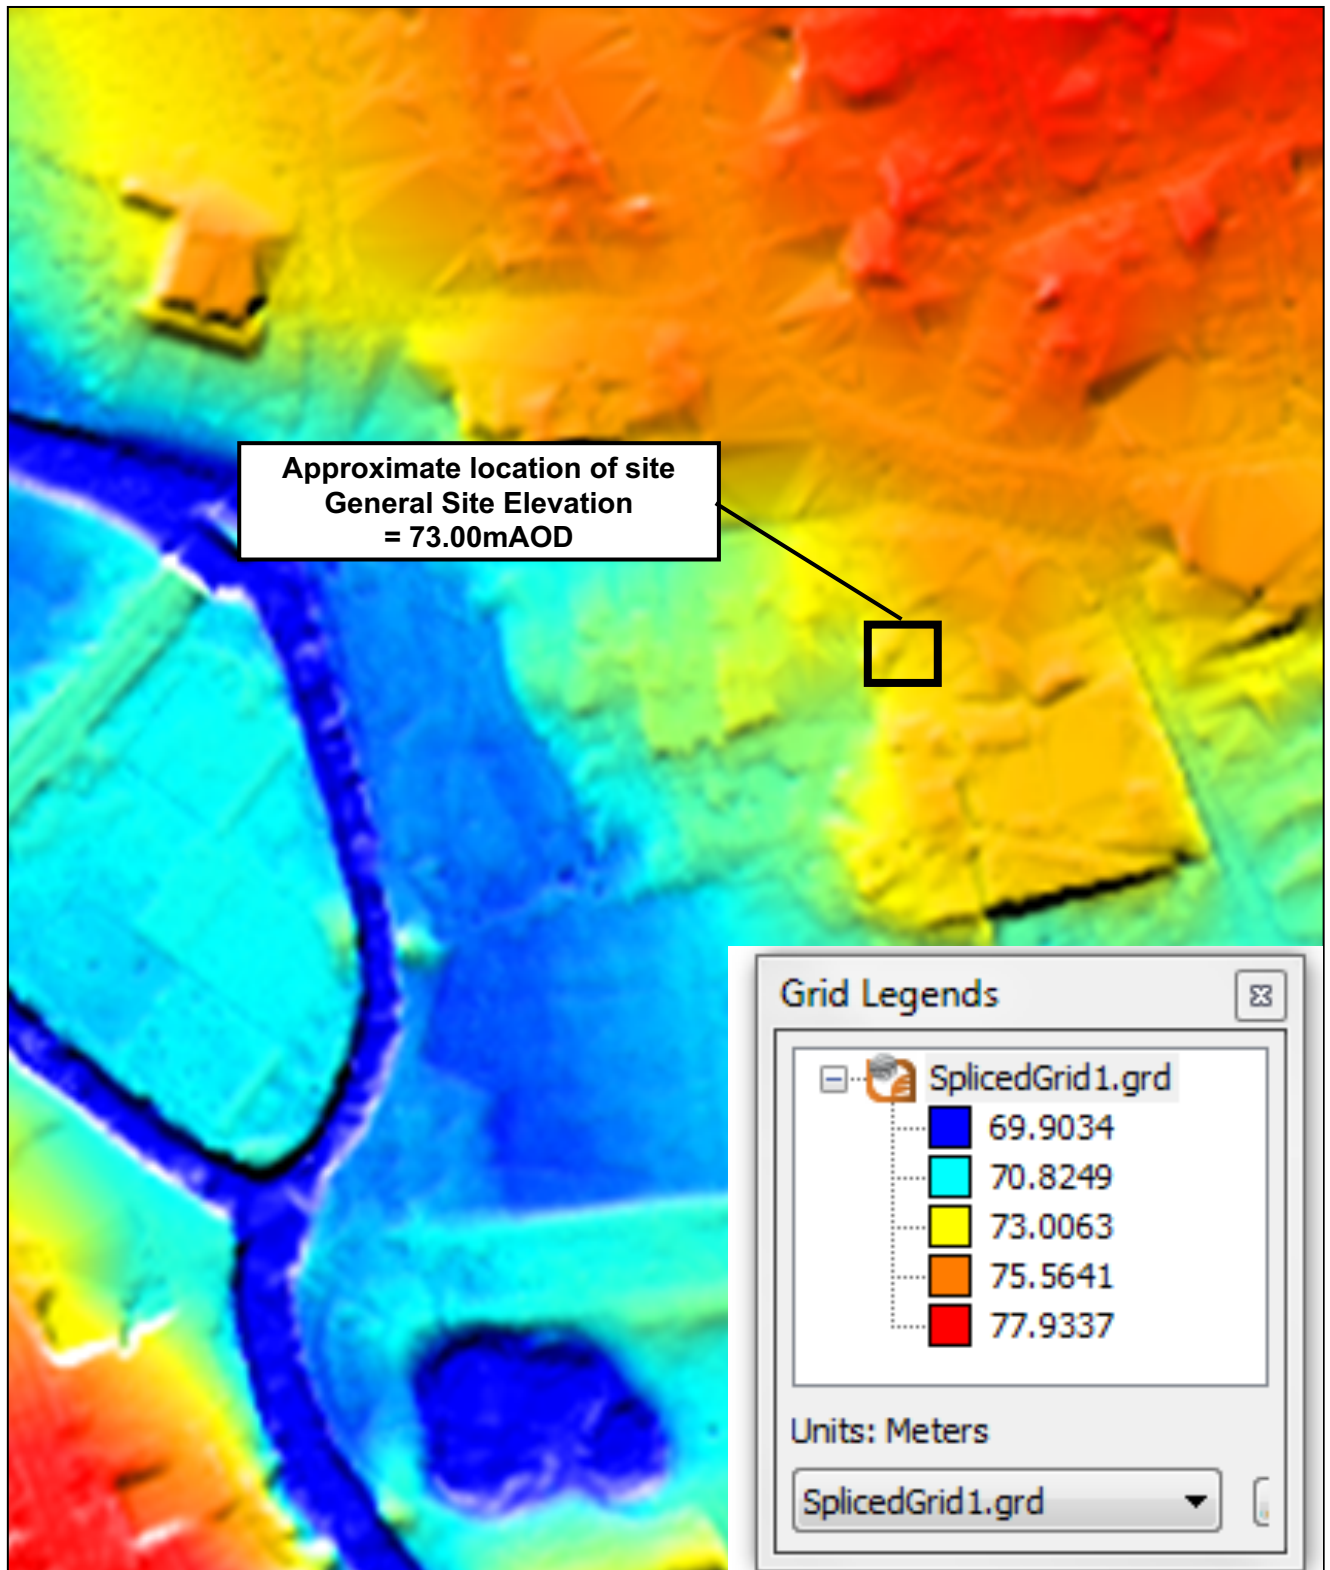 Approximate location of site
General Site Elevation
= 73.00mAOD
Grid Legends
SplicedGrid1.grd
69.9034
70.8249
73.0063
75.5641
77.9337
Units: Meters
SplicedGrid1.grd